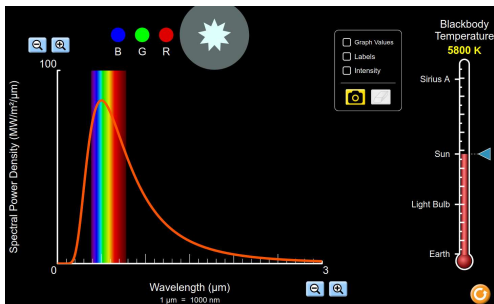 Blackbody
Temperature
5800 K
B G R
Graph Values
Labels
Intensity
100
Spectral Power Density (MW/m²/µm)
Sirius A
Sun
Light Bulb
Earth
0
3
Wavelength (µm)
1 µm = 1000 nm